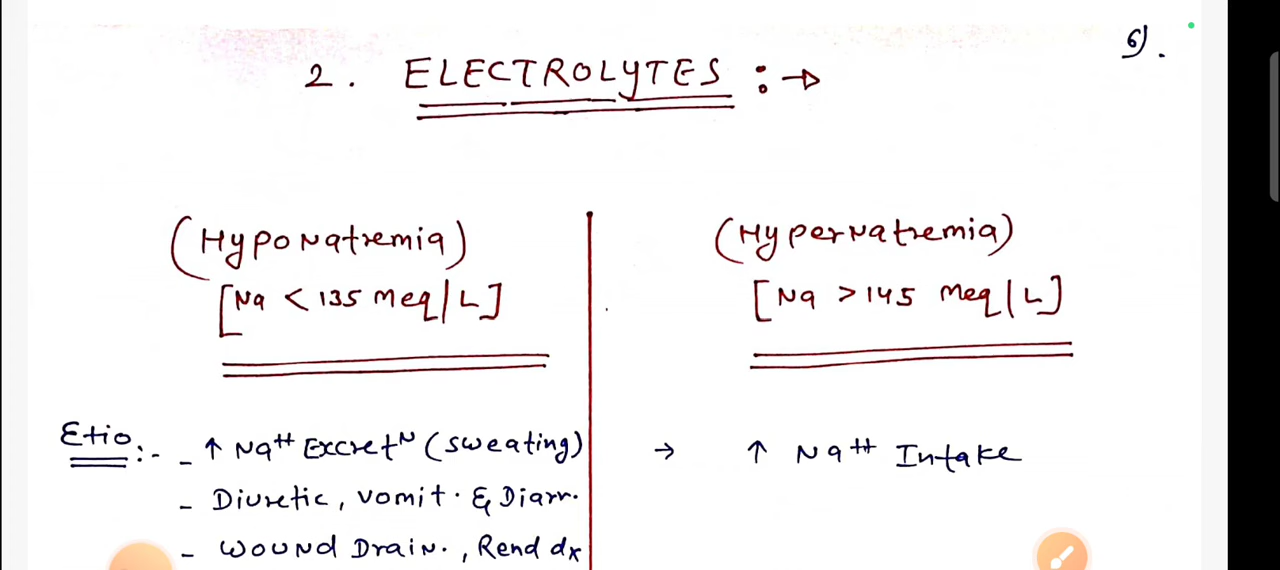 6).
2. ELECTROLYTES :→
(Hyponatremia)
[Na < 135 meq/L]
(Hypernatremia)
[Na > 145 meq/L]
Etio :- - ↑ Na++ Excretᴺ (sweating)
- Diuretic, vomit. & Diarr.
- Wound Drain., Rend dx
→ ↑ Na++ Intake